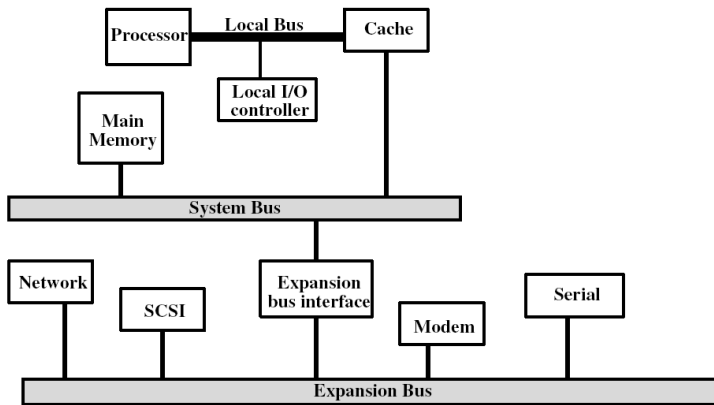 Processor
Local Bus
Cache
Local I/O
controller
Main
Memory
System Bus
Network
SCSI
Expansion
bus interface
Modem
Serial
Expansion Bus